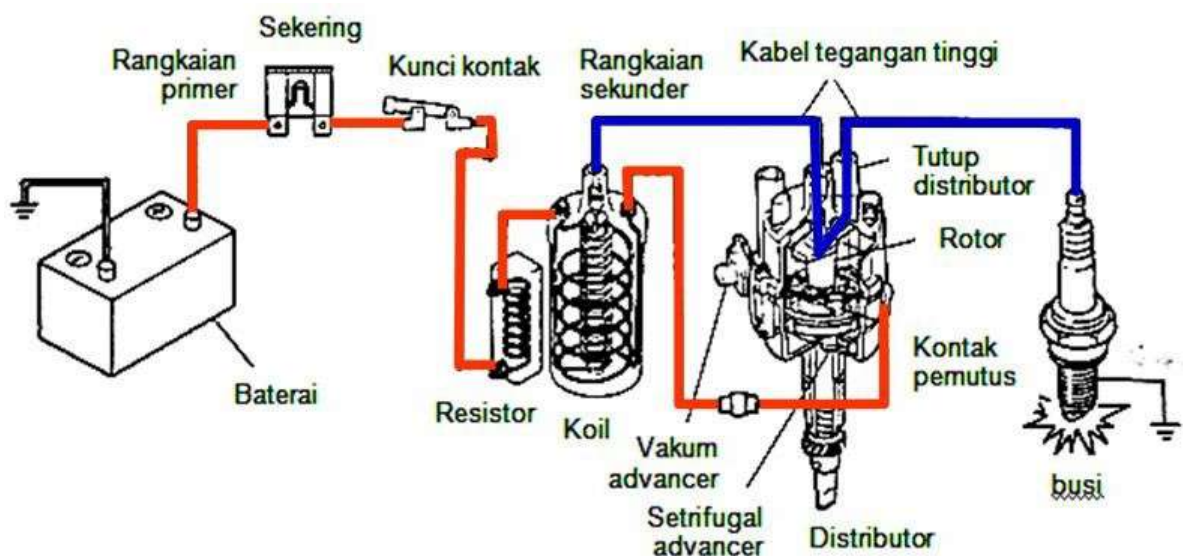 Sekering
Rangkaian
primer
Kunci kontak
Rangkaian
sekunder
Kabel tegangan tinggi
Tutup
distributor
Rotor
Kontak
pemutus
Baterai
Resistor
Koil
Vakum
advancer
Setrifugal
advancer
Distributor
busi